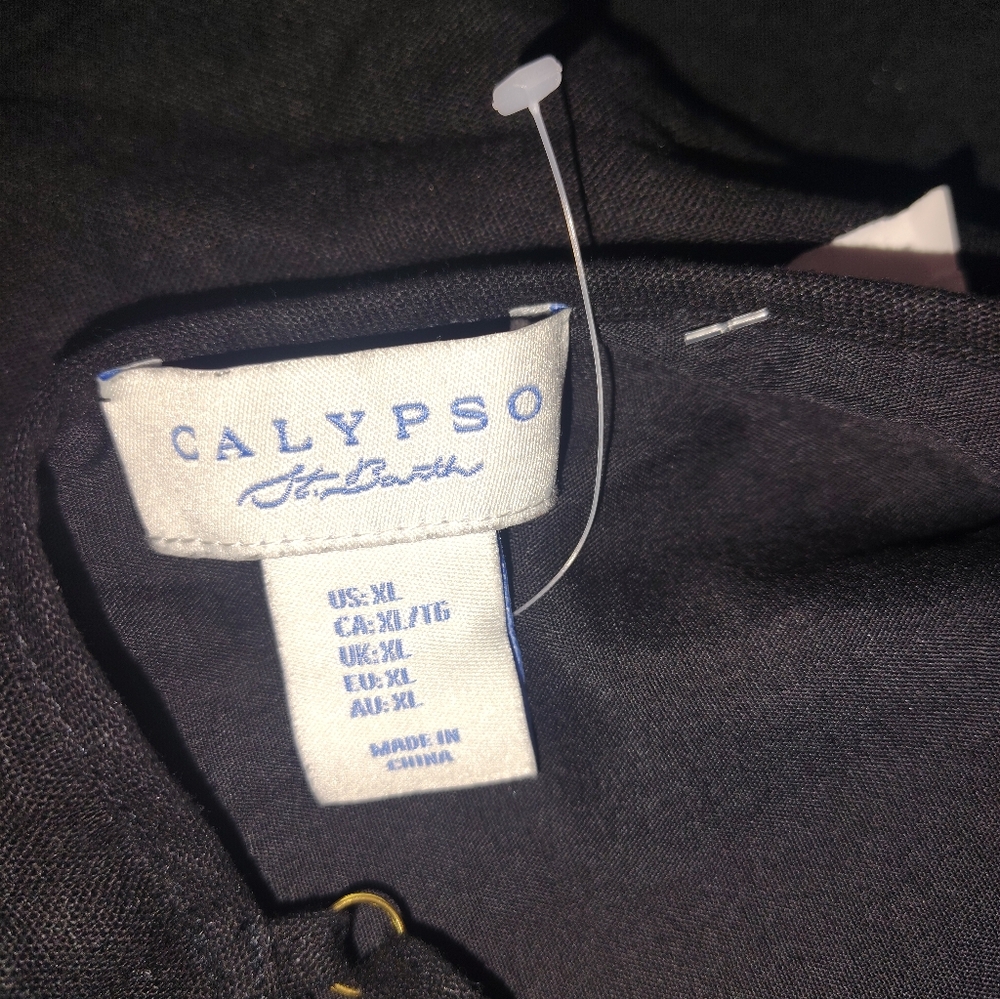 CALYPSO
St. Barth
US: XL
CA: XL/TG
UK: XL
EU: XL
AU: XL
MADE IN
CHINA